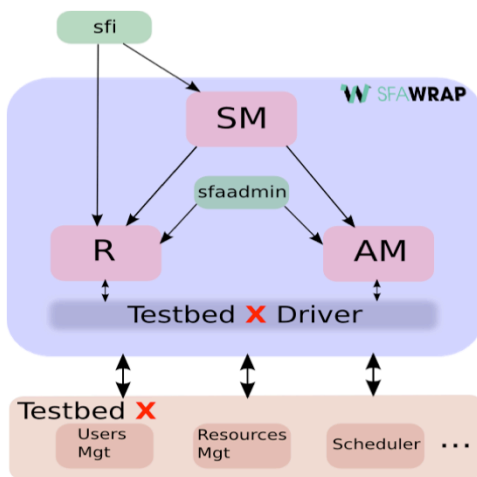 sfi
SFAWRAP
SM
sfaadmin
R
AM
Testbed X Driver
Testbed X
Users
Mgt
Resources
Mgt
Scheduler
...